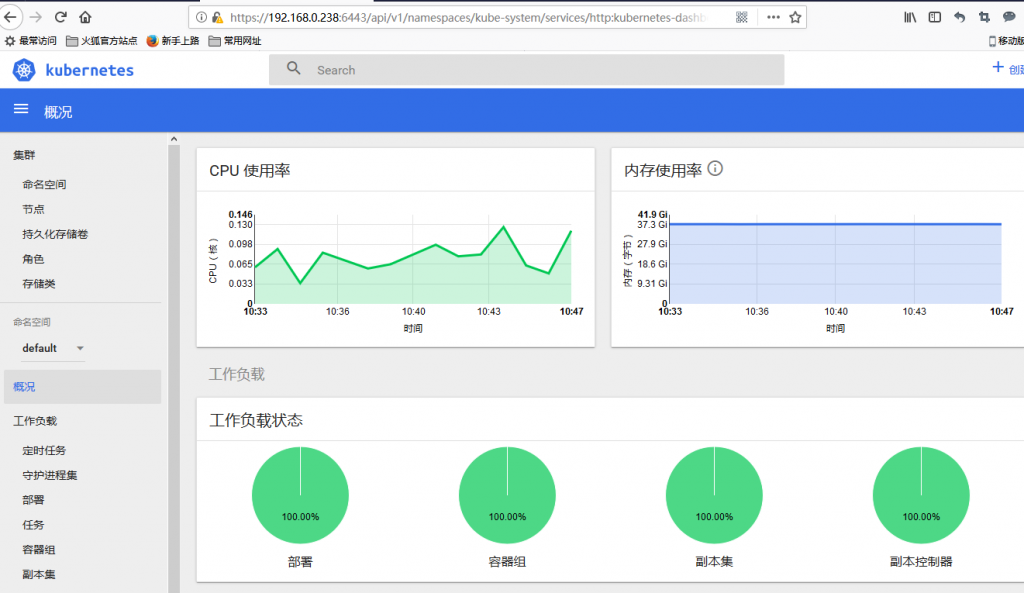 https://192.168.0.238:6443/api/v1/namespaces/kube-system/services/http:kubernetes-dashb
最常访问 火狐官方站点 新手上路 常用网址 移动版
kubernetes
Search
+ 创建
概况
集群
命名空间
节点
持久化存储卷
角色
存储类
命名空间
default
概况
工作负载
定时任务
守护进程集
部署
任务
容器组
副本集
CPU 使用率
CPU（核）
0.146
0.130
0.098
0.065
0.033
0
10:33 10:36 10:40 10:43 10:47
时间
内存使用率
内存（字节）
41.9 Gi
37.3 Gi
27.9 Gi
18.6 Gi
9.31 Gi
0
10:33 10:36 10:40 10:43 10:47
时间
工作负载
工作负载状态
100.00% 100.00% 100.00% 100.00%
部署 容器组 副本集 副本控制器